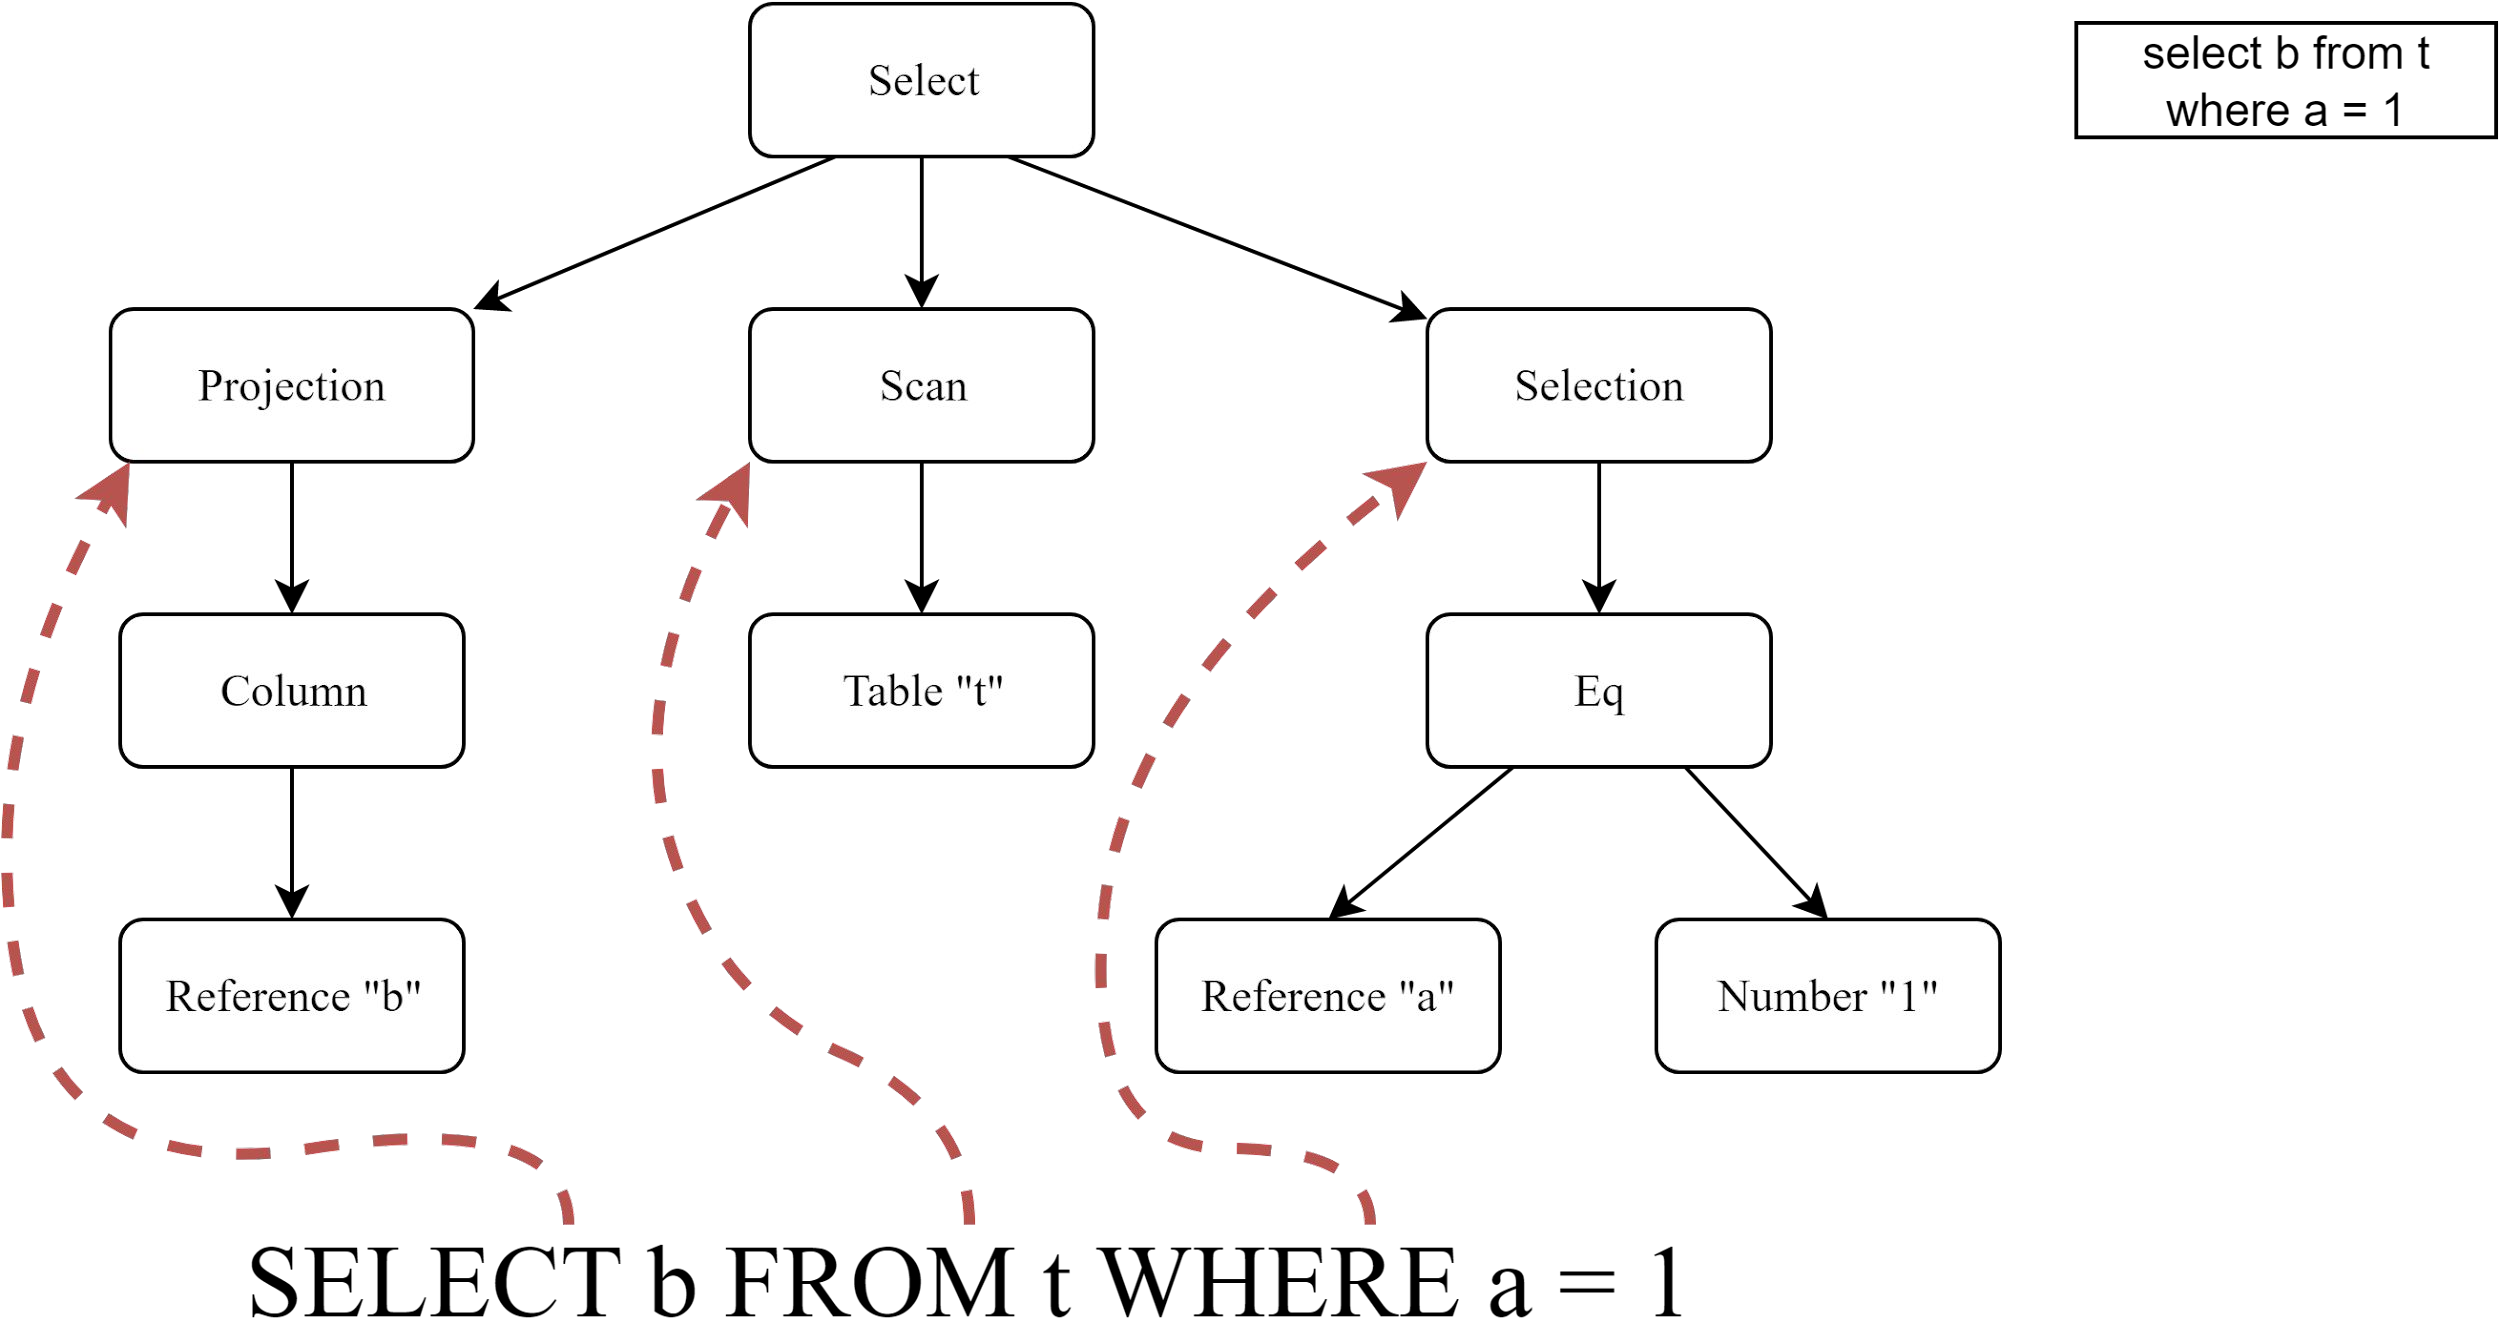 Select
select b from t
where a = 1
Projection
Scan
Selection
Column
Table "t"
Eq
Reference "b"
Reference "a"
Number "1"
SELECT b FROM t WHERE a = 1